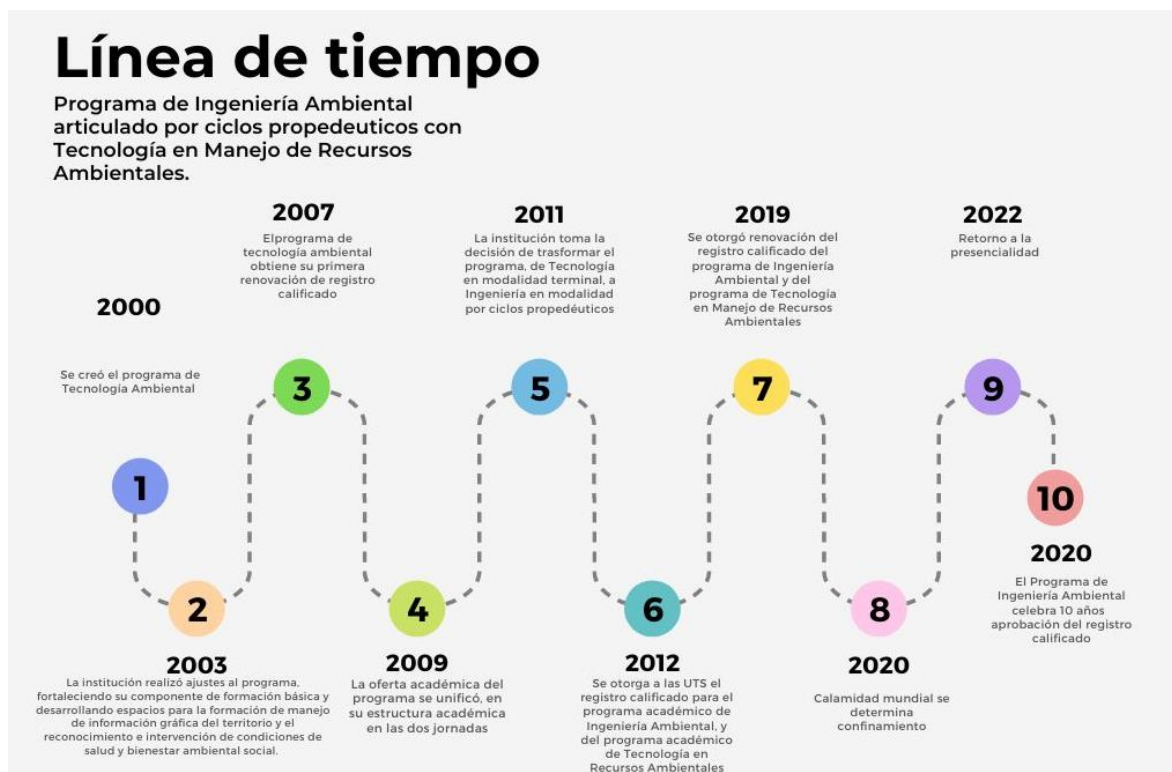 Línea de tiempo
Programa de Ingeniería Ambiental
articulado por ciclos propedeuticos con
Tecnología en Manejo de Recursos
Ambientales.
2000
Se creó el programa de
Tecnología Ambiental
1
2
2003
La institución realizó ajustes al programa,
fortaleciendo su componente de formación básica y
desarrollando espacios para la formación de manejo
de información gráfica del territorio y el
reconocimiento e intervención de condiciones de
salud y bienestar ambiental social.
2007
Elprograma de
tecnología ambiental
obtiene su primera
renovación de registro
calificado
3
4
2009
La oferta académica del
programa se unificó, en
su estructura académica
en las dos jornadas
2011
La institución toma la
decisión de trasformar el
programa, de Tecnología
en modalidad terminal, a
Ingeniería en modalidad
por ciclos propedéuticos
5
6
2012
Se otorga a las UTS el
registro calificado para el
programa académico de
Ingeniería Ambiental, y
del programa académico
de Tecnología en
Recursos Ambientales
2019
Se otorgó renovación del
registro calificado del
programa de Ingeniería
Ambiental y del
programa de Tecnología
en Manejo de Recursos
Ambientales
7
8
2020
Calamidad mundial se
determina
confinamiento
2022
Retorno a la
presencialidad
9
10
2020
El Programa de
Ingeniería Ambiental
celebra 10 años
aprobación del registro
calificado